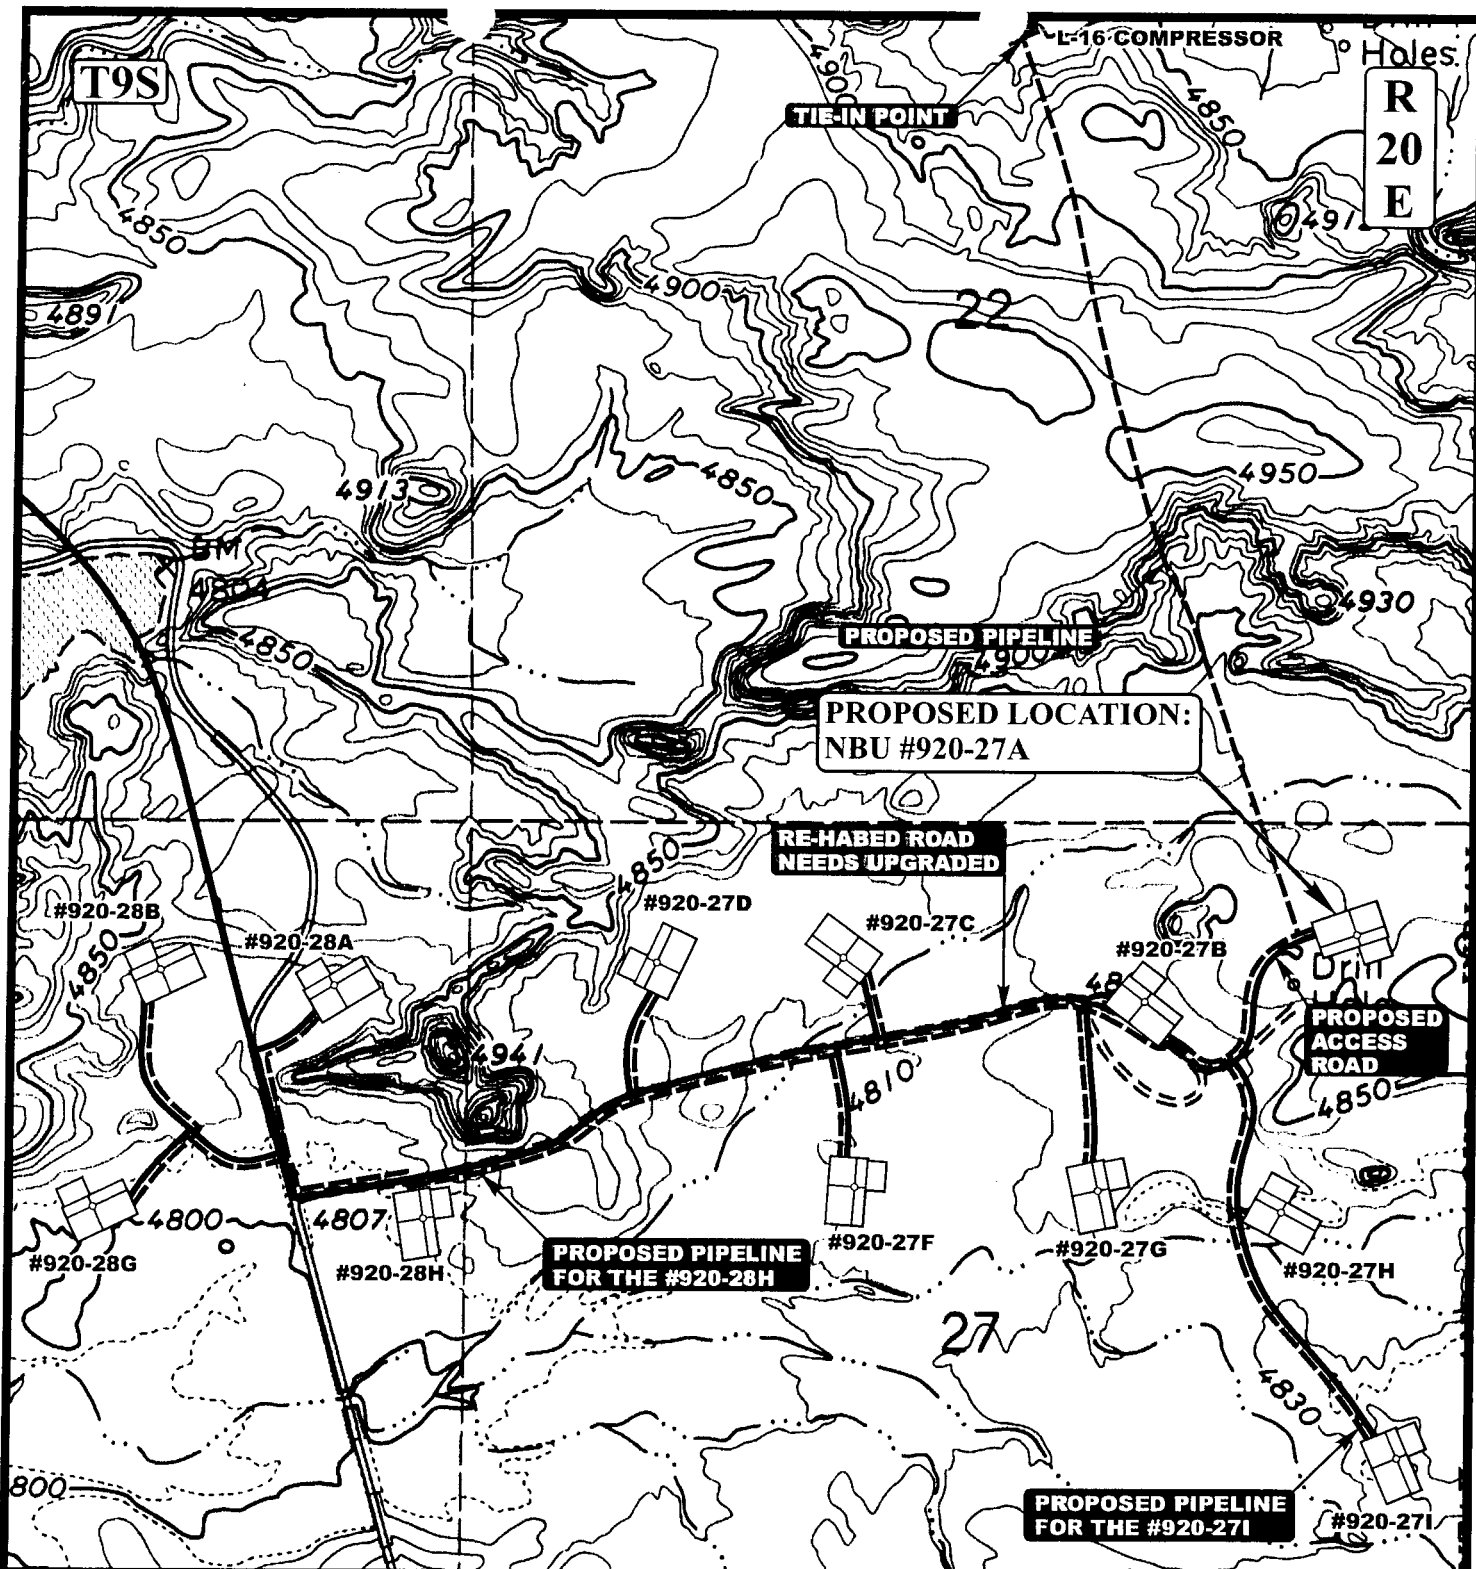 L-16 COMPRESSOR
Holes
T9S
R
20
E
TIE-IN POINT
4850
4850
4891
4900
22
4913
4850
4950
BM
4804
4930
4850
PROPOSED PIPELINE
4900
PROPOSED LOCATION:
NBU #920-27A
RE-HABED ROAD
NEEDS UPGRADED
4850
#920-28B
#920-27D
#920-27C
#920-28A
#920-27B
4850
Drill
PROPOSED
ACCESS
ROAD
4941
4810
4850
4800
4807
#920-28G
#920-28H
PROPOSED PIPELINE
FOR THE #920-28H
#920-27F
#920-27G
#920-27H
27
4830
800
PROPOSED PIPELINE
FOR THE #920-27I
#920-27I